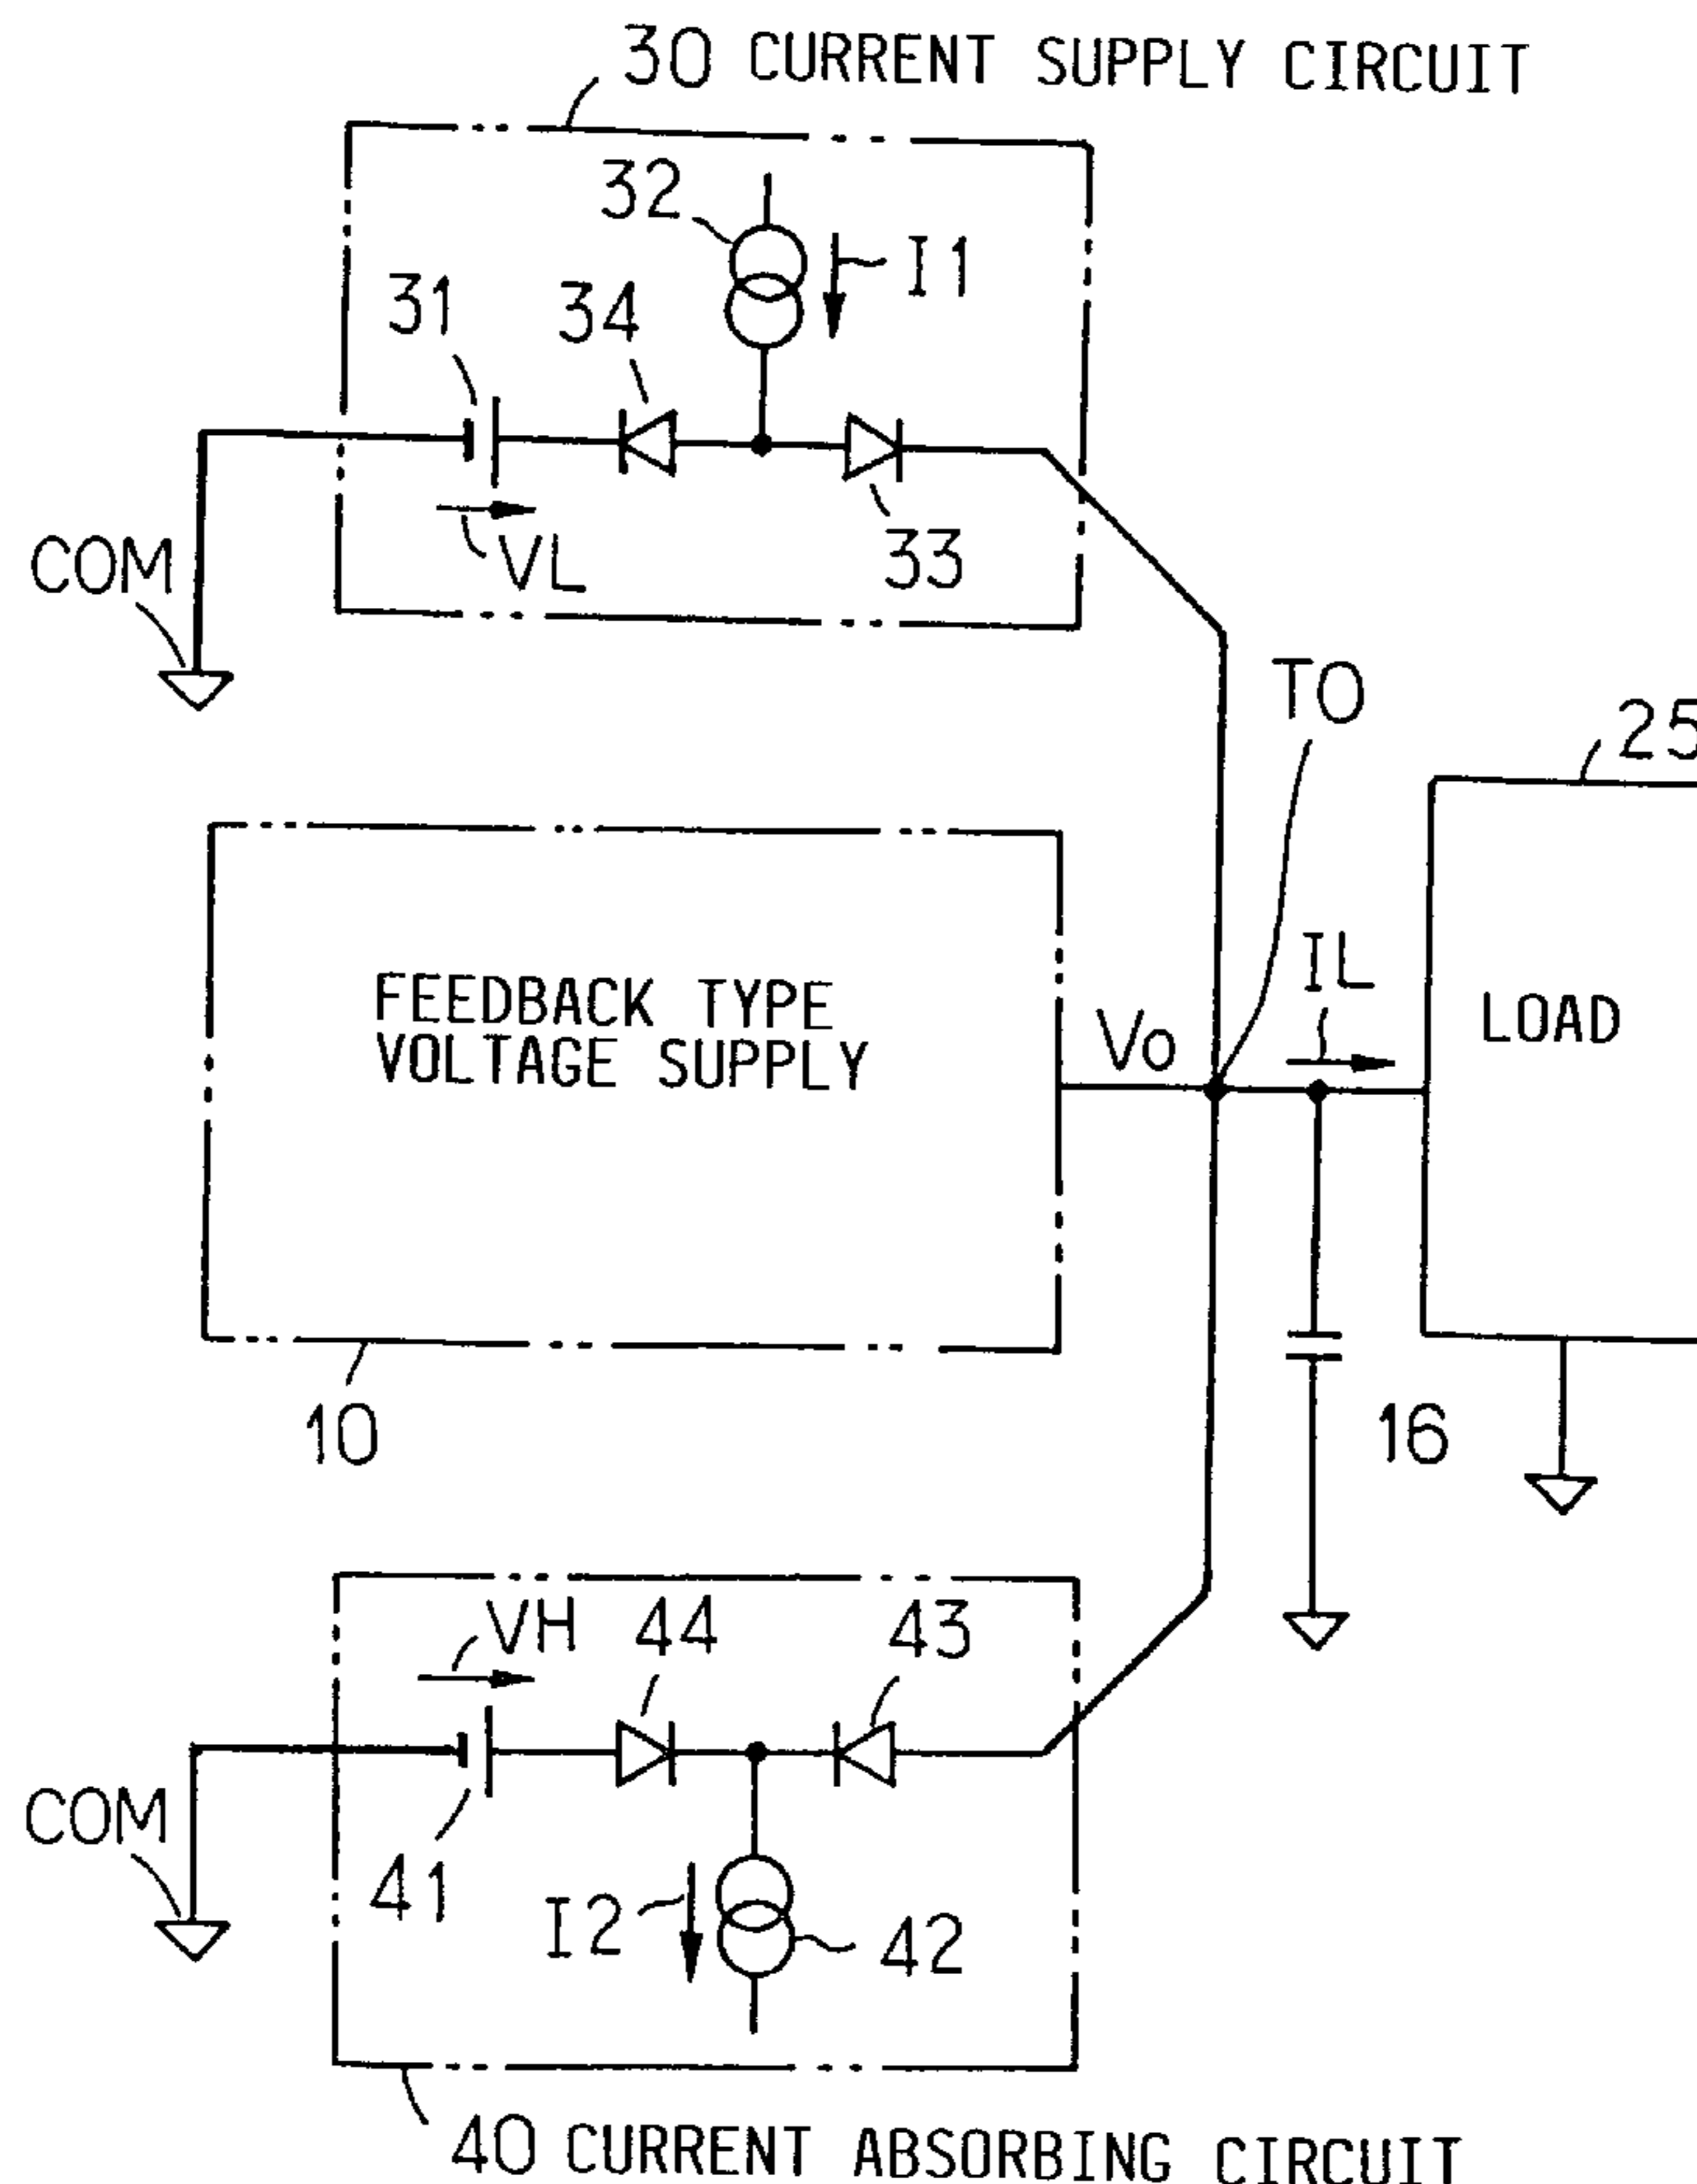 30 CURRENT SUPPLY CIRCUIT
32
I1
31
34
33
VL
COM
TO
25
FEEDBACK TYPE
VOLTAGE SUPPLY
Vo
IL
LOAD
10
16
VH
44
43
COM
41
I2
42
40 CURRENT ABSORBING CIRCUIT